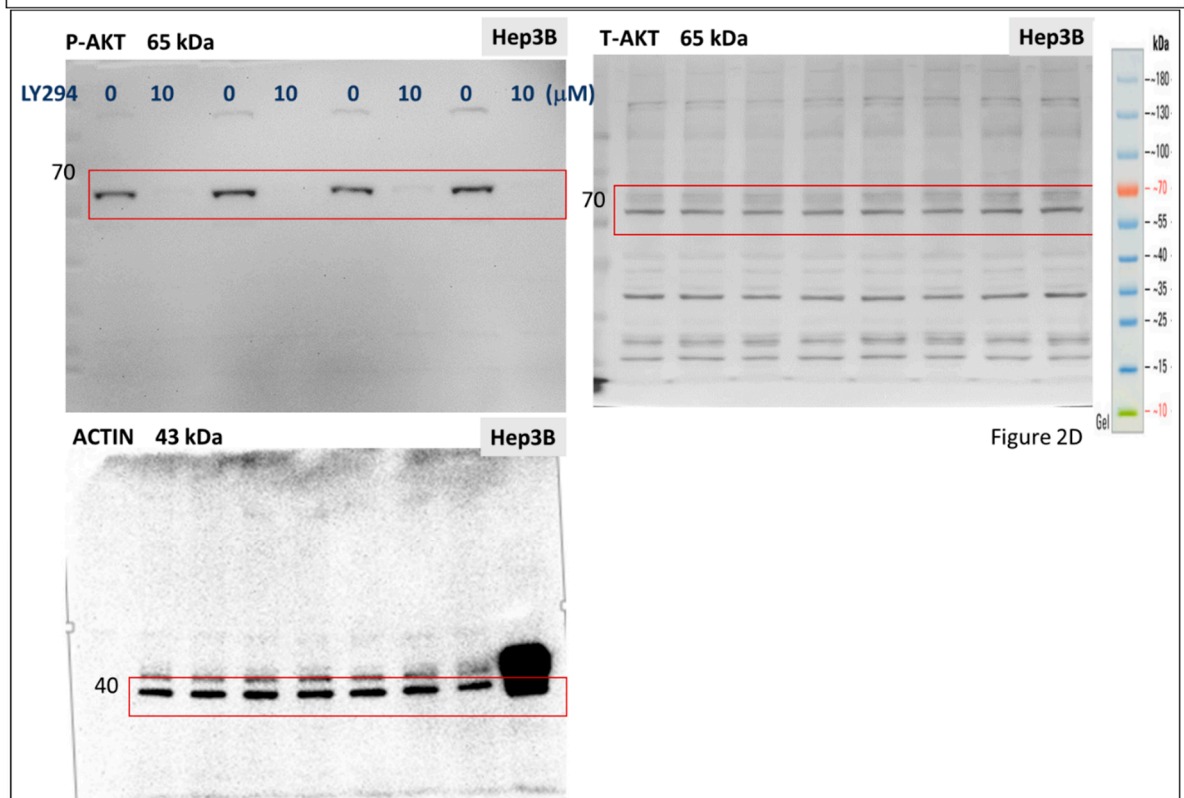 P-AKT 65 kDa Hep3B
LY294 0 10 0 10 0 10 0 10 (μM)
70
T-AKT 65 kDa Hep3B
70
kDa
~180
~130
~100
~70
~55
~40
~35
~25
~15
~10
Gel
Figure 2D
ACTIN 43 kDa Hep3B
40